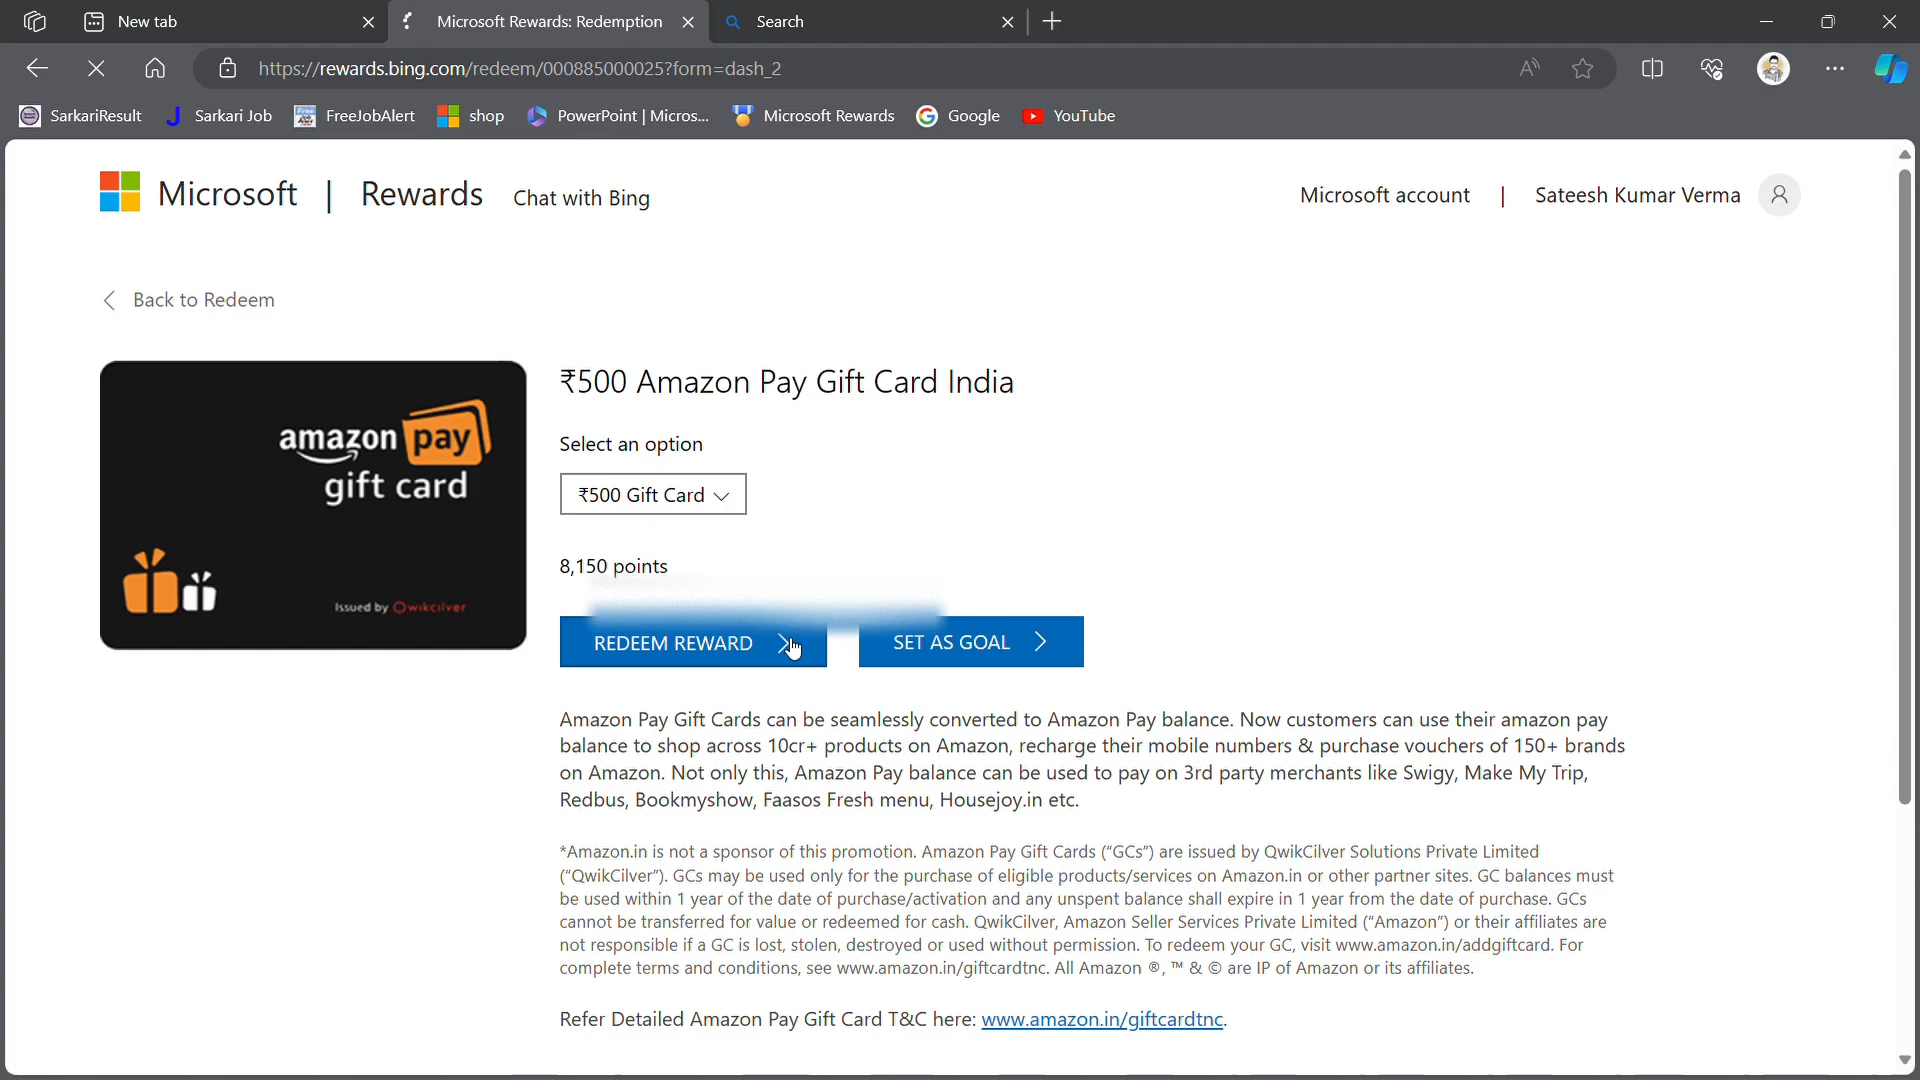 New tab
Microsoft Rewards: Redemption
Search
https://rewards.bing.com/redeem/000885000025?form=dash_2
SarkariResult
Sarkari Job
FreeJobAlert
shop
PowerPoint | Micros...
Microsoft Rewards
Google
YouTube
Microsoft | Rewards Chat with Bing
Microsoft account | Sateesh Kumar Verma
Back to Redeem
amazon pay
gift card
Issued by Qwikcilver
₹500 Amazon Pay Gift Card India
Select an option
₹500 Gift Card
8,150 points
REDEEM REWARD
SET AS GOAL
Amazon Pay Gift Cards can be seamlessly converted to Amazon Pay balance. Now customers can use their amazon pay
balance to shop across 10cr+ products on Amazon, recharge their mobile numbers & purchase vouchers of 150+ brands
on Amazon. Not only this, Amazon Pay balance can be used to pay on 3rd party merchants like Swigy, Make My Trip,
Redbus, Bookmyshow, Faasos Fresh menu, Housejoy.in etc.
*Amazon.in is not a sponsor of this promotion. Amazon Pay Gift Cards (“GCs”) are issued by QwikCilver Solutions Private Limited
(“QwikCilver”). GCs may be used only for the purchase of eligible products/services on Amazon.in or other partner sites. GC balances must
be used within 1 year of the date of purchase/activation and any unspent balance shall expire in 1 year from the date of purchase. GCs
cannot be transferred for value or redeemed for cash. QwikCilver, Amazon Seller Services Private Limited (“Amazon”) or their affiliates are
not responsible if a GC is lost, stolen, destroyed or used without permission. To redeem your GC, visit www.amazon.in/addgiftcard. For
complete terms and conditions, see www.amazon.in/giftcardtnc. All Amazon ®, ™ & © are IP of Amazon or its affiliates.
Refer Detailed Amazon Pay Gift Card T&C here: www.amazon.in/giftcardtnc.